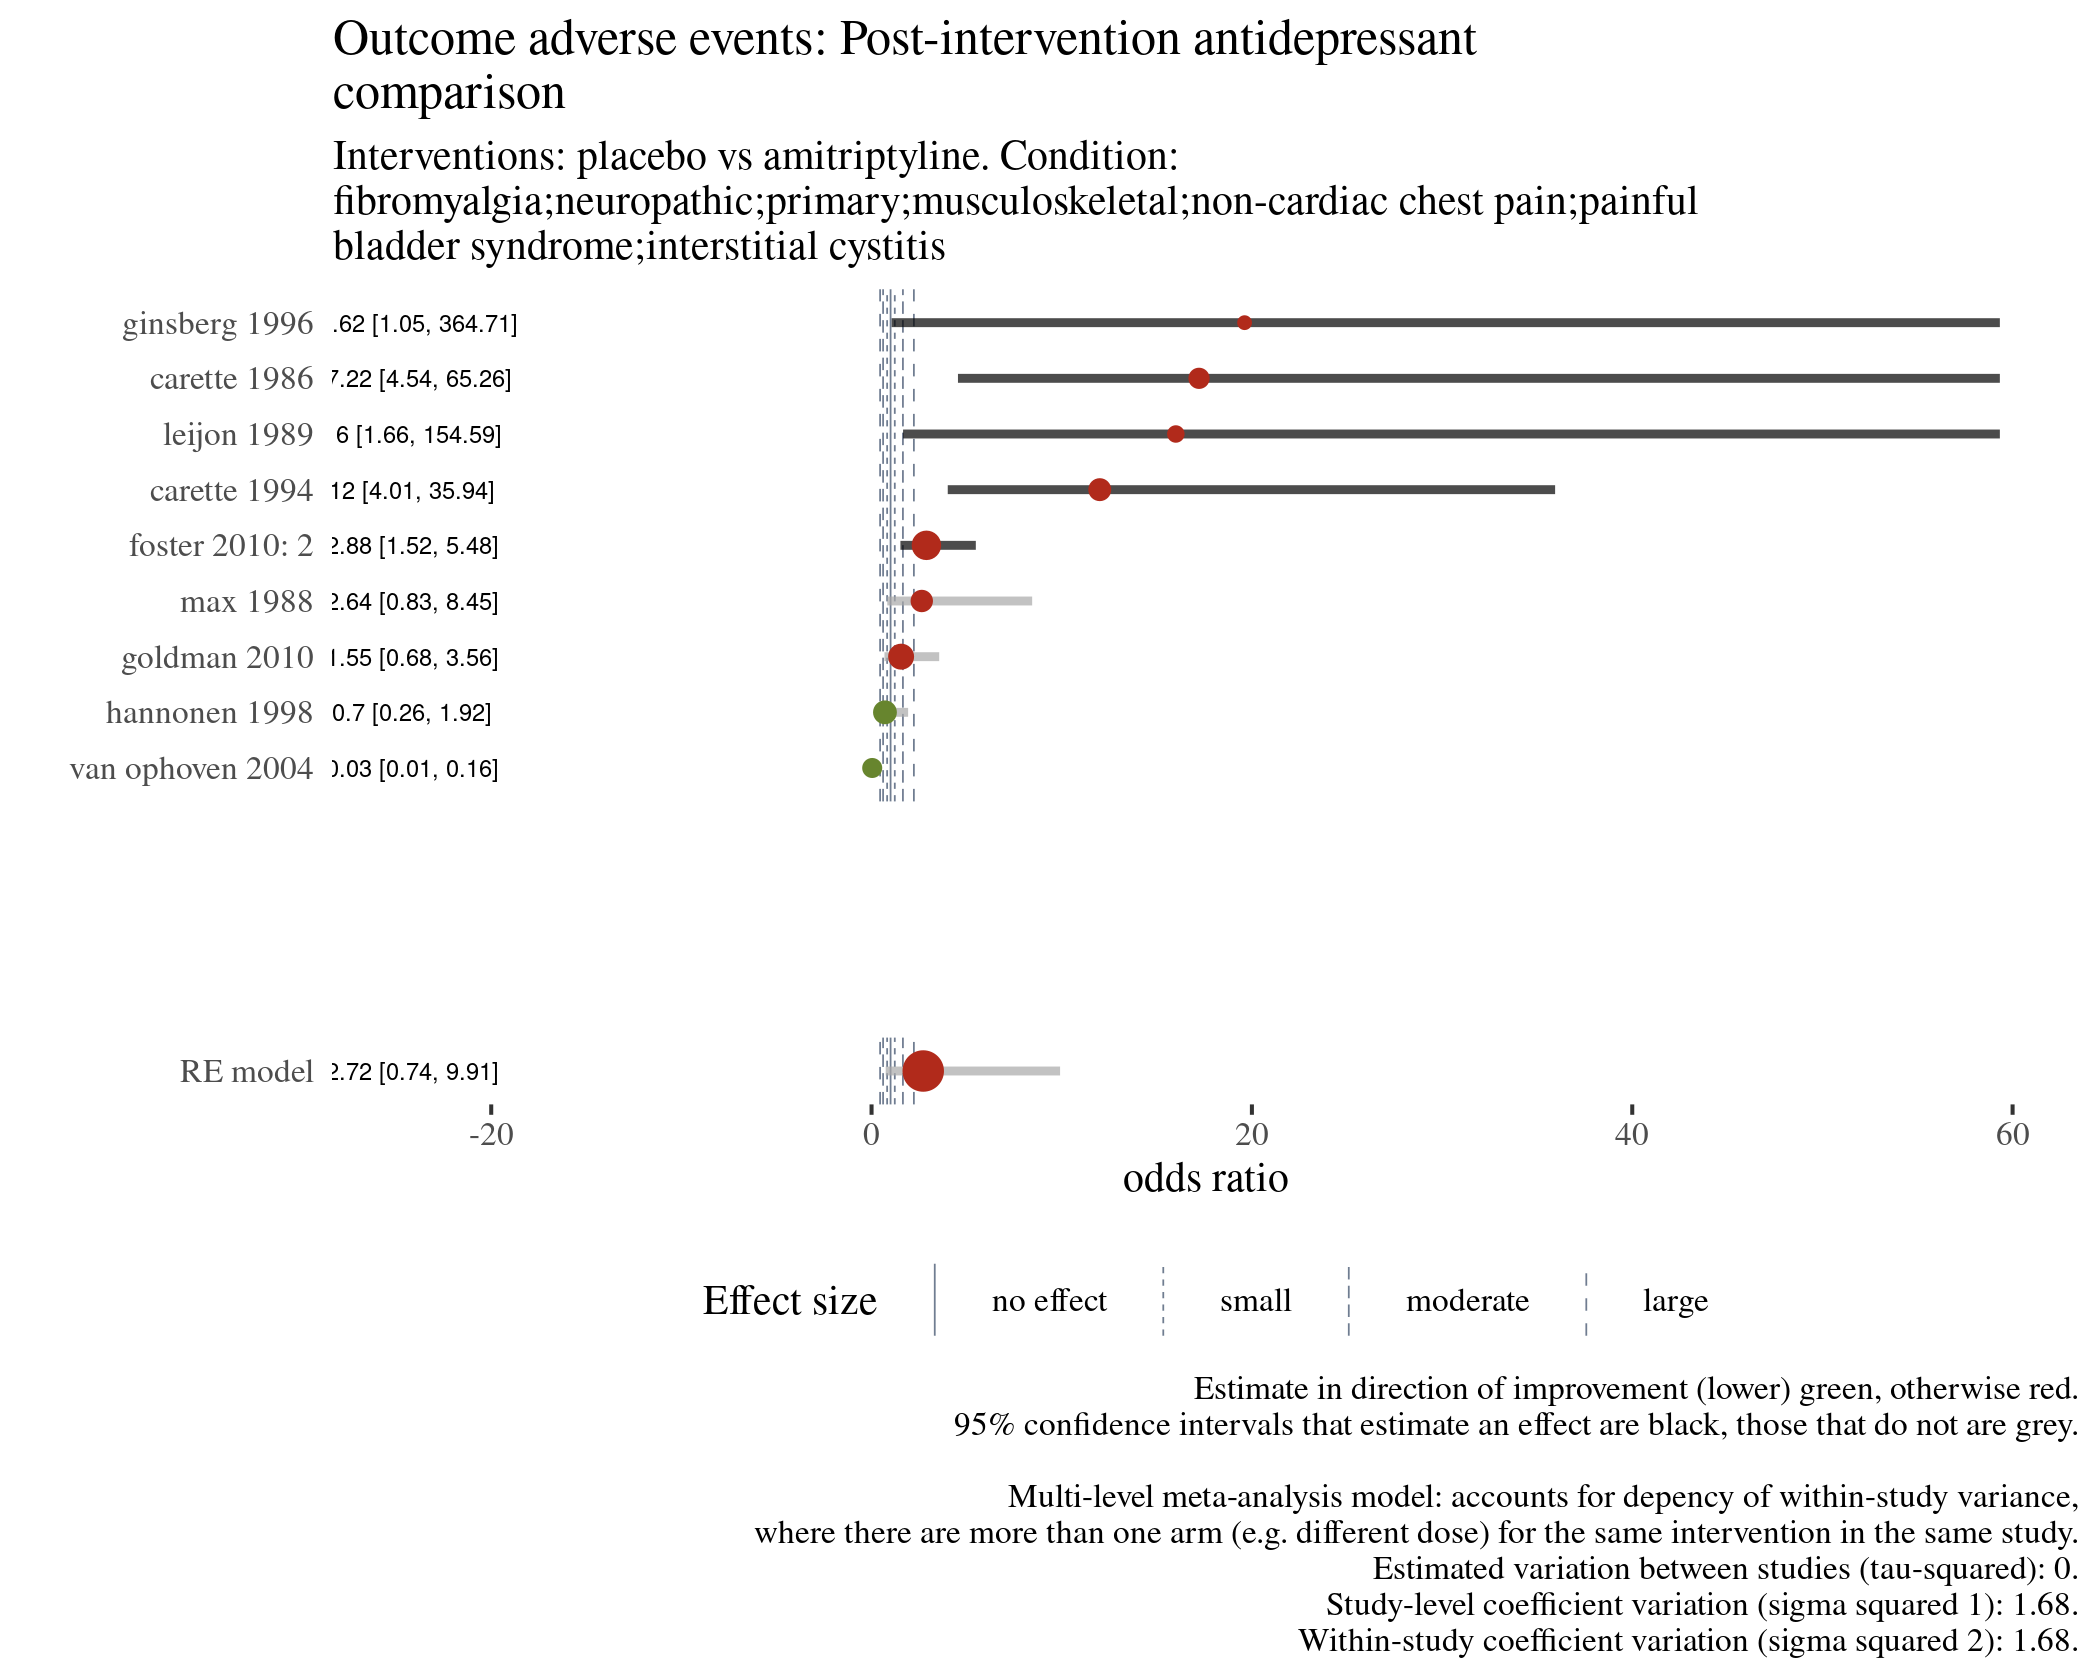 Outcome adverse events: Post-intervention antidepressant
comparison
Interventions: placebo vs amitriptyline. Condition:
fibromyalgia;neuropathic;primary;musculoskeletal;non-cardiac chest pain;painful
bladder syndrome;interstitial cystitis
ginsberg 1996 .62 [1.05, 364.71]
carette 1986 7.22 [4.54, 65.26]
leijon 1989 6 [1.66, 154.59]
carette 1994 12 [4.01, 35.94]
foster 2010: 2 2.88 [1.52, 5.48]
max 1988 2.64 [0.83, 8.45]
goldman 2010 1.55 [0.68, 3.56]
hannonen 1998 0.7 [0.26, 1.92]
van ophoven 2004 0.03 [0.01, 0.16]
RE model 2.72 [0.74, 9.91]
-20 0 20 40 60
odds ratio
Effect size no effect small moderate large
Estimate in direction of improvement (lower) green, otherwise red.
95% confidence intervals that estimate an effect are black, those that do not are grey.
Multi-level meta-analysis model: accounts for depency of within-study variance,
where there are more than one arm (e.g. different dose) for the same intervention in the same study.
Estimated variation between studies (tau-squared): 0.
Study-level coefficient variation (sigma squared 1): 1.68.
Within-study coefficient variation (sigma squared 2): 1.68.